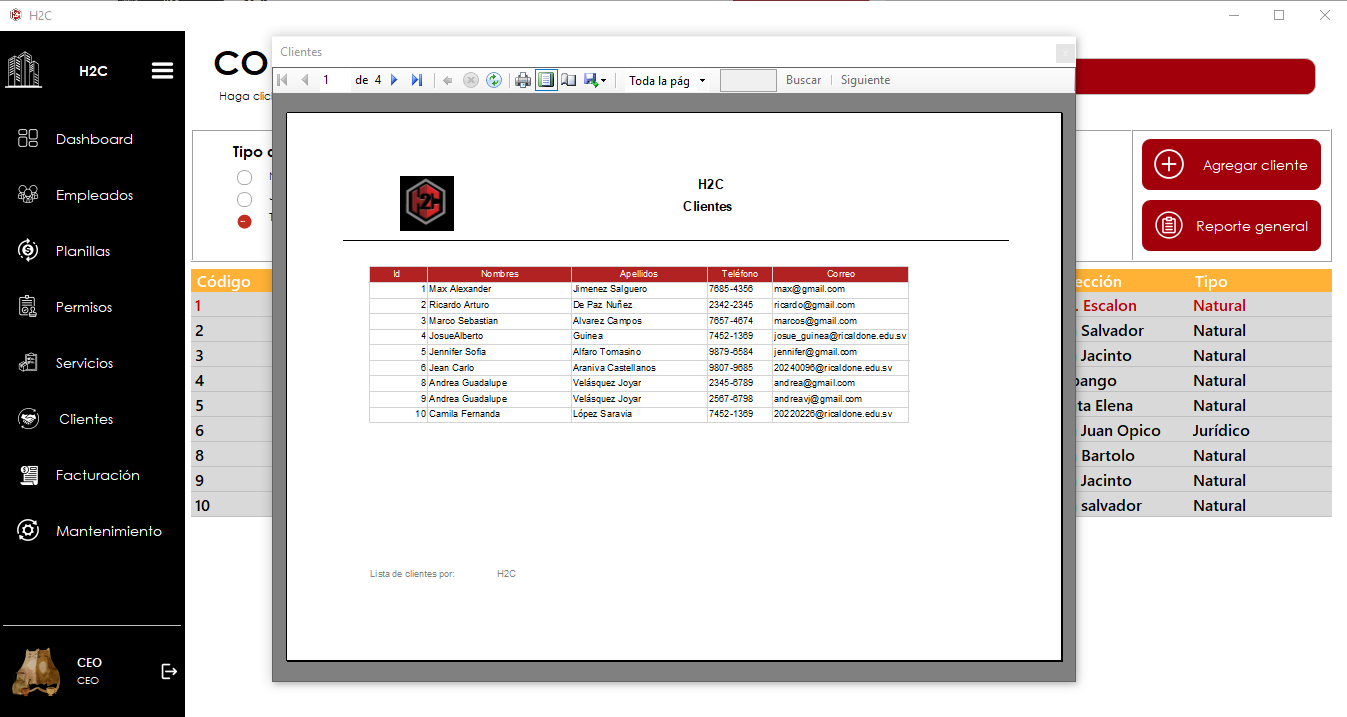 H2C
H2C
Dashboard
Empleados
Planillas
Permisos
Servicios
Clientes
Facturación
Mantenimiento
CEO
CEO
CO
Haga clic
Tipo
Agregar cliente
Reporte general
Código
1
2
3
4
5
6
8
9
10
ección Tipo
. Escalon Natural
Salvador Natural
Jacinto Natural
pango Natural
ta Elena Natural
Juan Opico Jurídico
Bartolo Natural
Jacinto Natural
salvador Natural
Clientes
1 de 4 Toda la pág Buscar Siguiente
H2C
H2C
Clientes
Id Nombres Apellidos Teléfono Correo
1 Max Alexander Jimenez Salguero 7685-4356 max@gmail.com
2 Ricardo Arturo De Paz Nuñez 2342-2345 ricardo@gmail.com
3 Marco Sebastian Alvarez Campos 7657-4674 marcos@gmail.com
4 JosueAlberto Guinea 7452-1369 josue_guinea@ricaldone.edu.sv
5 Jennifer Sofia Alfaro Tomasino 9879-6584 jennifer@gmail.com
6 Jean Carlo Araniva Castellanos 9807-9685 20240096@ricaldone.edu.sv
8 Andrea Guadalupe Velásquez Joyar 2345-6789 andrea@gmail.com
9 Andrea Guadalupe Velásquez Joyar 2567-6798 andreavj@gmail.com
10 Camila Fernanda López Saravia 7452-1369 20220226@ricaldone.edu.sv
Lista de clientes por: H2C